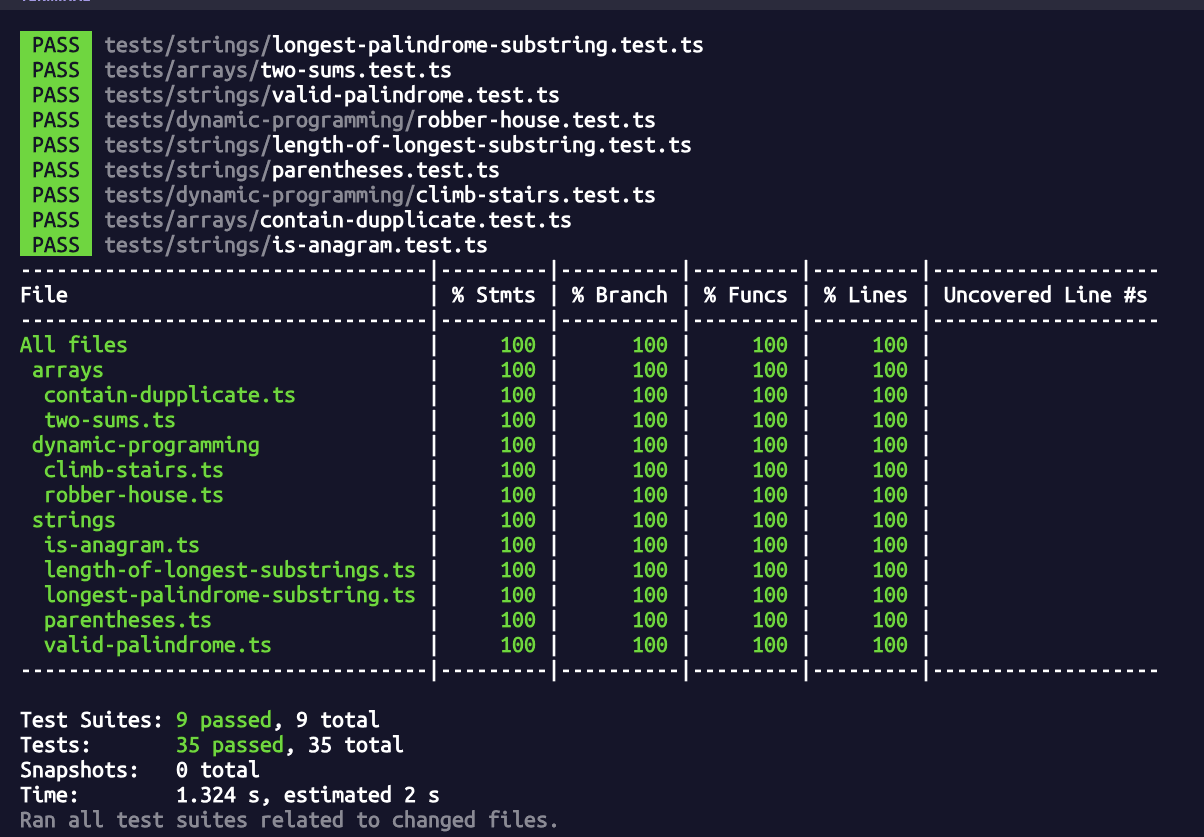 TERMINAL
PASS tests/strings/longest-palindrome-substring.test.ts
PASS tests/arrays/two-sums.test.ts
PASS tests/strings/valid-palindrome.test.ts
PASS tests/dynamic-programming/robber-house.test.ts
PASS tests/strings/length-of-longest-substring.test.ts
PASS tests/strings/parentheses.test.ts
PASS tests/dynamic-programming/climb-stairs.test.ts
PASS tests/arrays/contain-dupplicate.test.ts
PASS tests/strings/is-anagram.test.ts
----------------------------------|---------|----------|---------|---------|-------------------
File | % Stmts | % Branch | % Funcs | % Lines | Uncovered Line #s
----------------------------------|---------|----------|---------|---------|-------------------
All files | 100 | 100 | 100 | 100 |
arrays | 100 | 100 | 100 | 100 |
contain-dupplicate.ts | 100 | 100 | 100 | 100 |
two-sums.ts | 100 | 100 | 100 | 100 |
dynamic-programming | 100 | 100 | 100 | 100 |
climb-stairs.ts | 100 | 100 | 100 | 100 |
robber-house.ts | 100 | 100 | 100 | 100 |
strings | 100 | 100 | 100 | 100 |
is-anagram.ts | 100 | 100 | 100 | 100 |
length-of-longest-substrings.ts | 100 | 100 | 100 | 100 |
longest-palindrome-substring.ts | 100 | 100 | 100 | 100 |
parentheses.ts | 100 | 100 | 100 | 100 |
valid-palindrome.ts | 100 | 100 | 100 | 100 |
----------------------------------|---------|----------|---------|---------|-------------------
Test Suites: 9 passed, 9 total
Tests: 35 passed, 35 total
Snapshots: 0 total
Time: 1.324 s, estimated 2 s
Ran all test suites related to changed files.